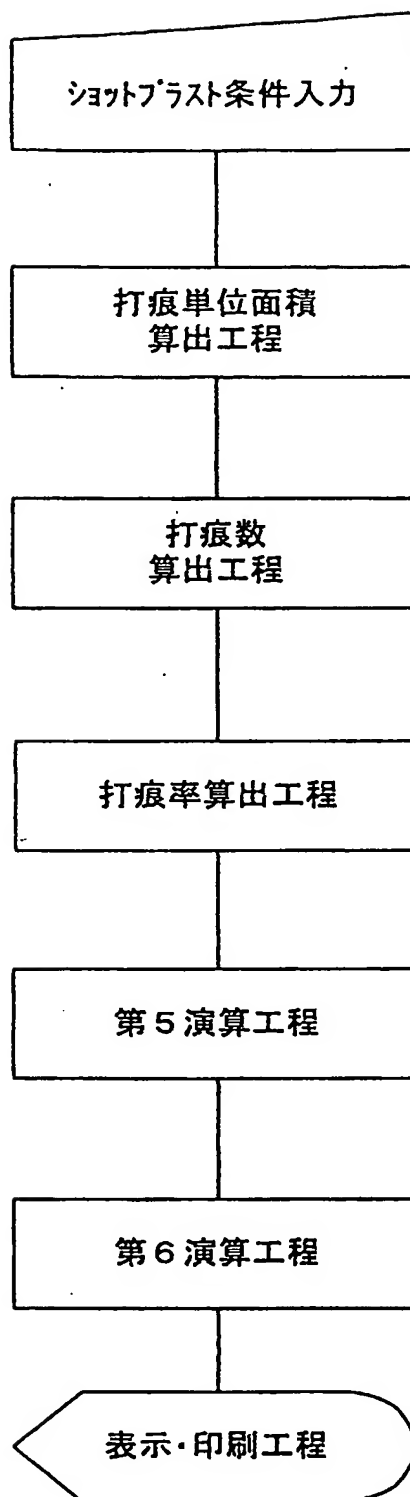 ショットプラスト条件入力
打痕単位面積
算出工程
打痕数
算出工程
打痕率算出工程
第5演算工程
第6演算工程
表示・印刷工程